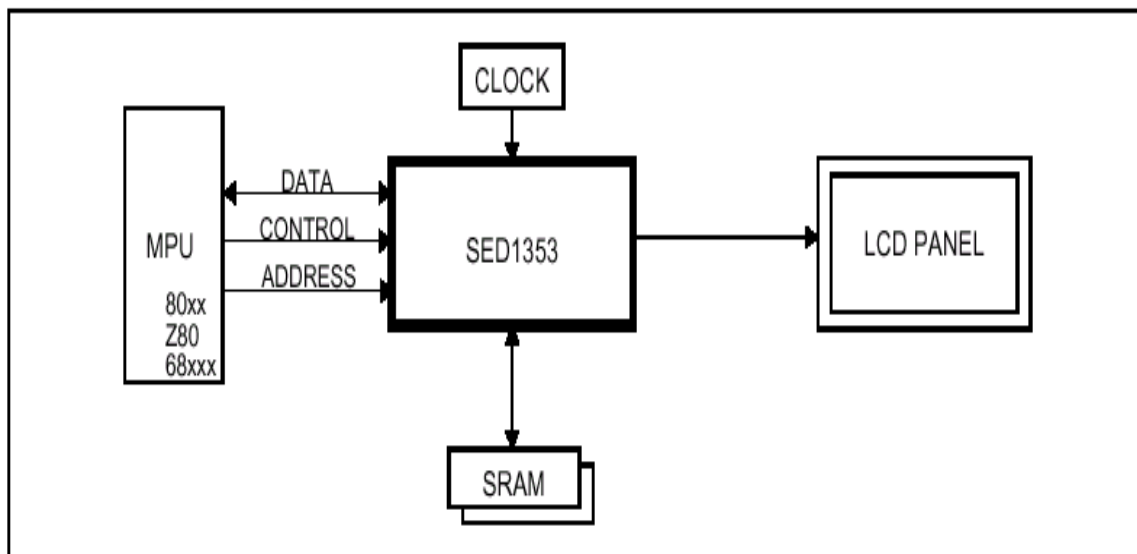 CLOCK
DATA
CONTROL
ADDRESS
MPU
80xx
Z80
68xxx
SED1353
LCD PANEL
SRAM